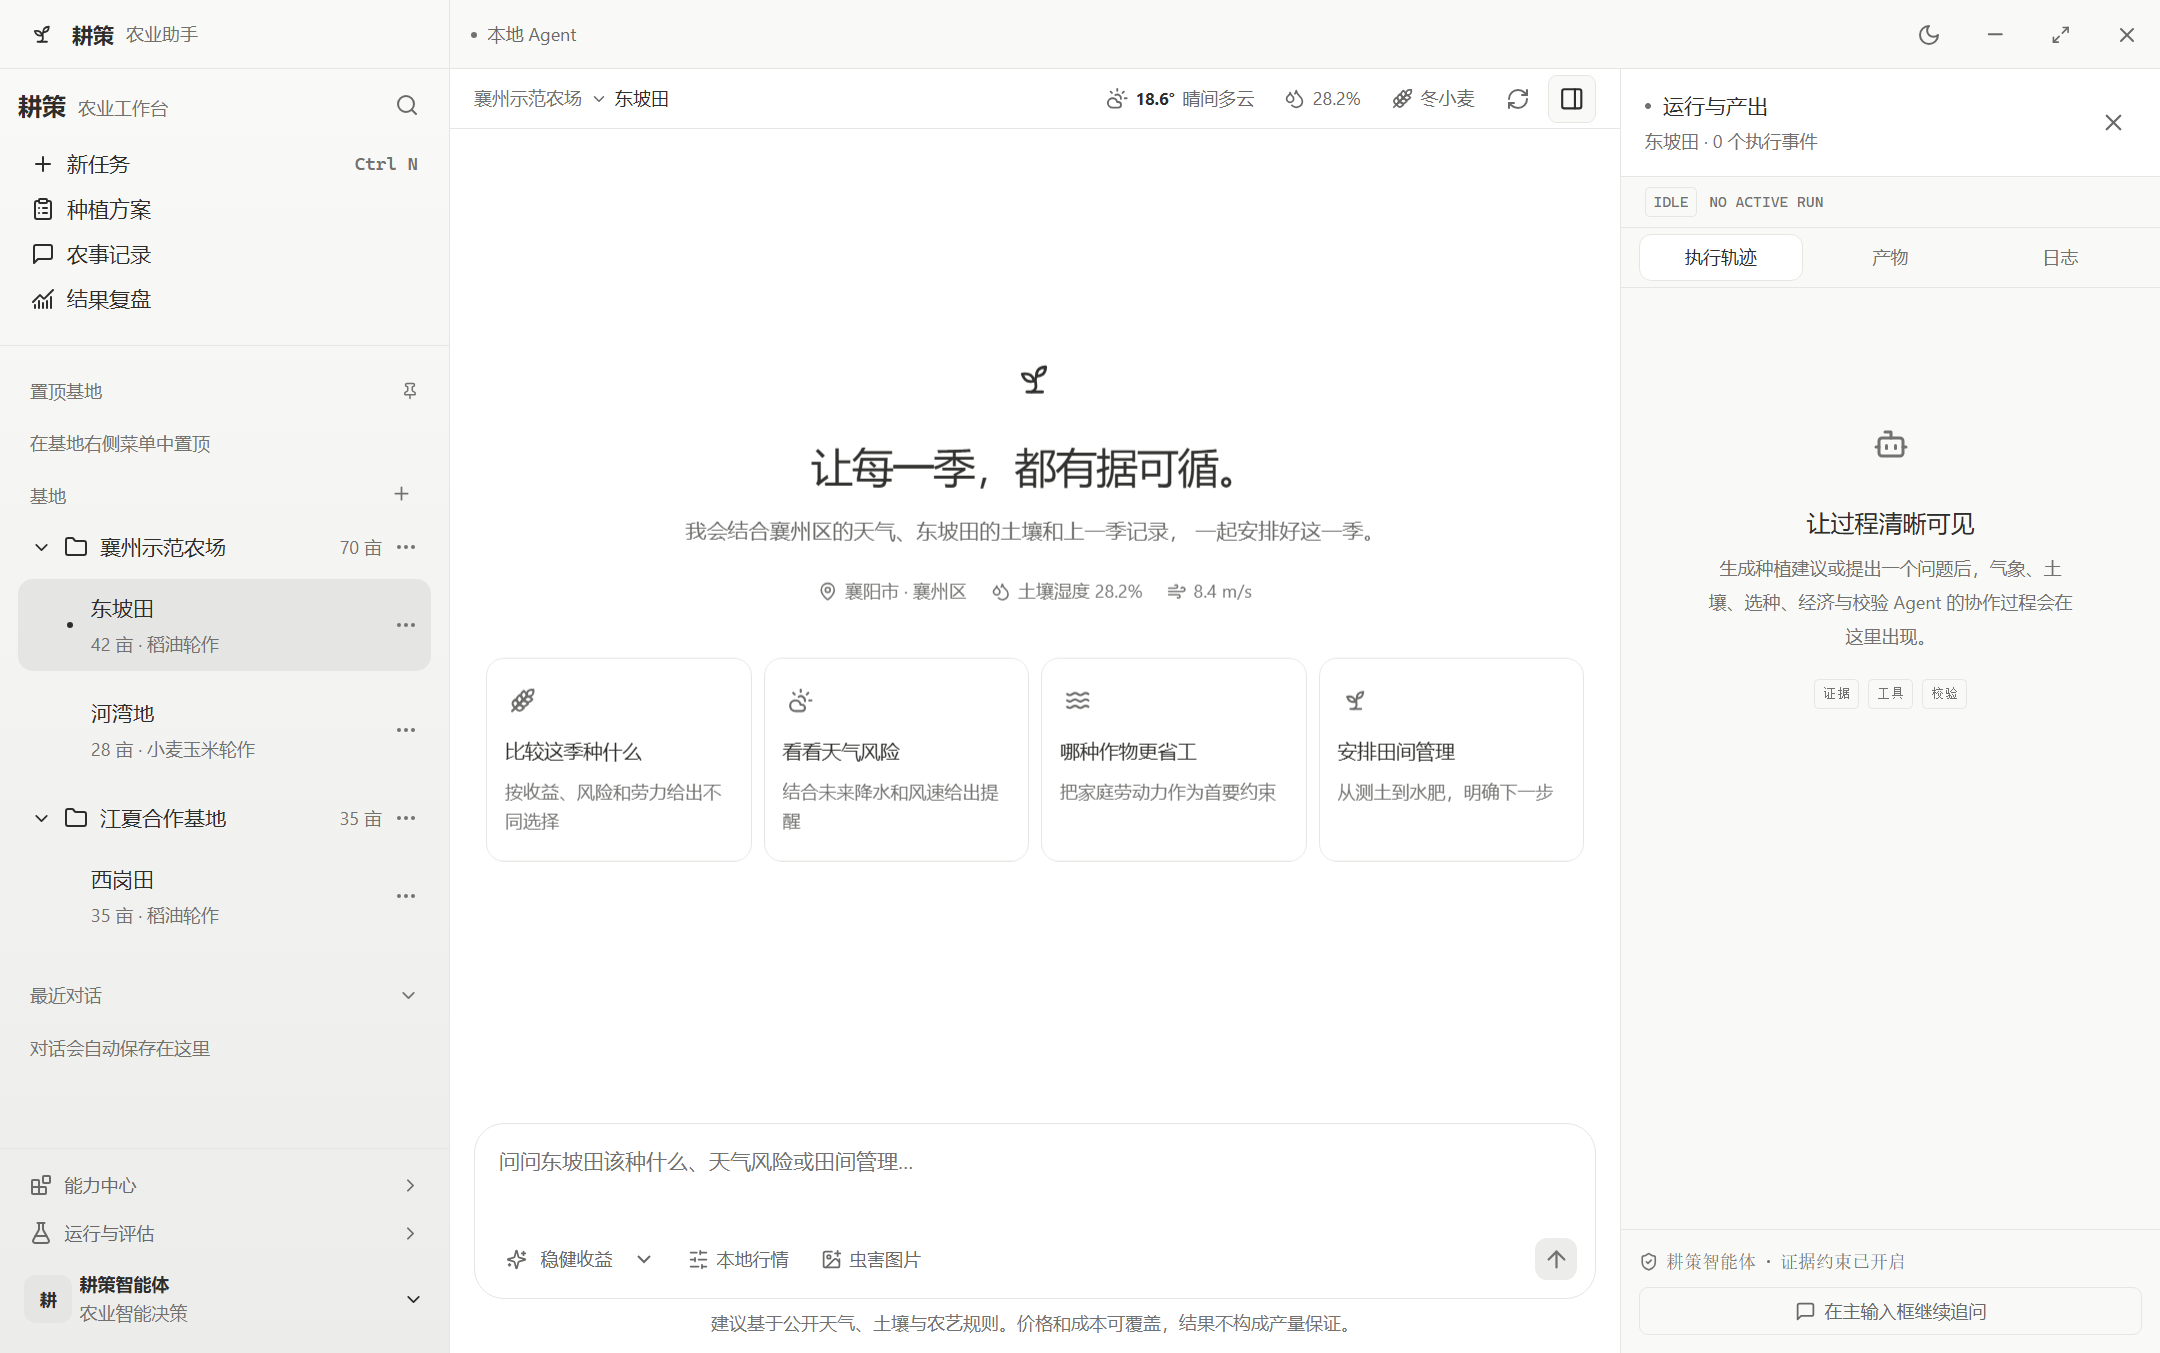 耕策 农业助手
本地 Agent
耕策 农业工作台
新任务 Ctrl N
种植方案
农事记录
结果复盘
置顶基地
在基地右侧菜单中置顶
基地
襄州示范农场 70 亩
东坡田
42 亩 · 稻油轮作
河湾地
28 亩 · 小麦玉米轮作
江夏合作基地 35 亩
西岗田
35 亩 · 稻油轮作
最近对话
对话会自动保存在这里
能力中心
运行与评估
耕
耕策智能体
农业智能决策
襄州示范农场 东坡田
18.6° 晴间多云 28.2% 冬小麦
让每一季，都有据可循。
我会结合襄州区的天气、东坡田的土壤和上一季记录， 一起安排好这一季。
襄阳市 · 襄州区 土壤湿度 28.2% 8.4 m/s
比较这季种什么
按收益、风险和劳力给出不
同选择
看看天气风险
结合未来降水和风速给出提
醒
哪种作物更省工
把家庭劳动力作为首要约束
安排田间管理
从测土到水肥，明确下一步
问问东坡田该种什么、天气风险或田间管理...
稳健收益 本地行情 虫害图片
建议基于公开天气、土壤与农艺规则。价格和成本可覆盖，结果不构成产量保证。
运行与产出
东坡田 · 0 个执行事件
IDLE NO ACTIVE RUN
执行轨迹 产物 日志
让过程清晰可见
生成种植建议或提出一个问题后，气象、土
壤、选种、经济与校验 Agent 的协作过程会在
这里出现。
证据 工具 校验
耕策智能体 · 证据约束已开启
在主输入框继续追问